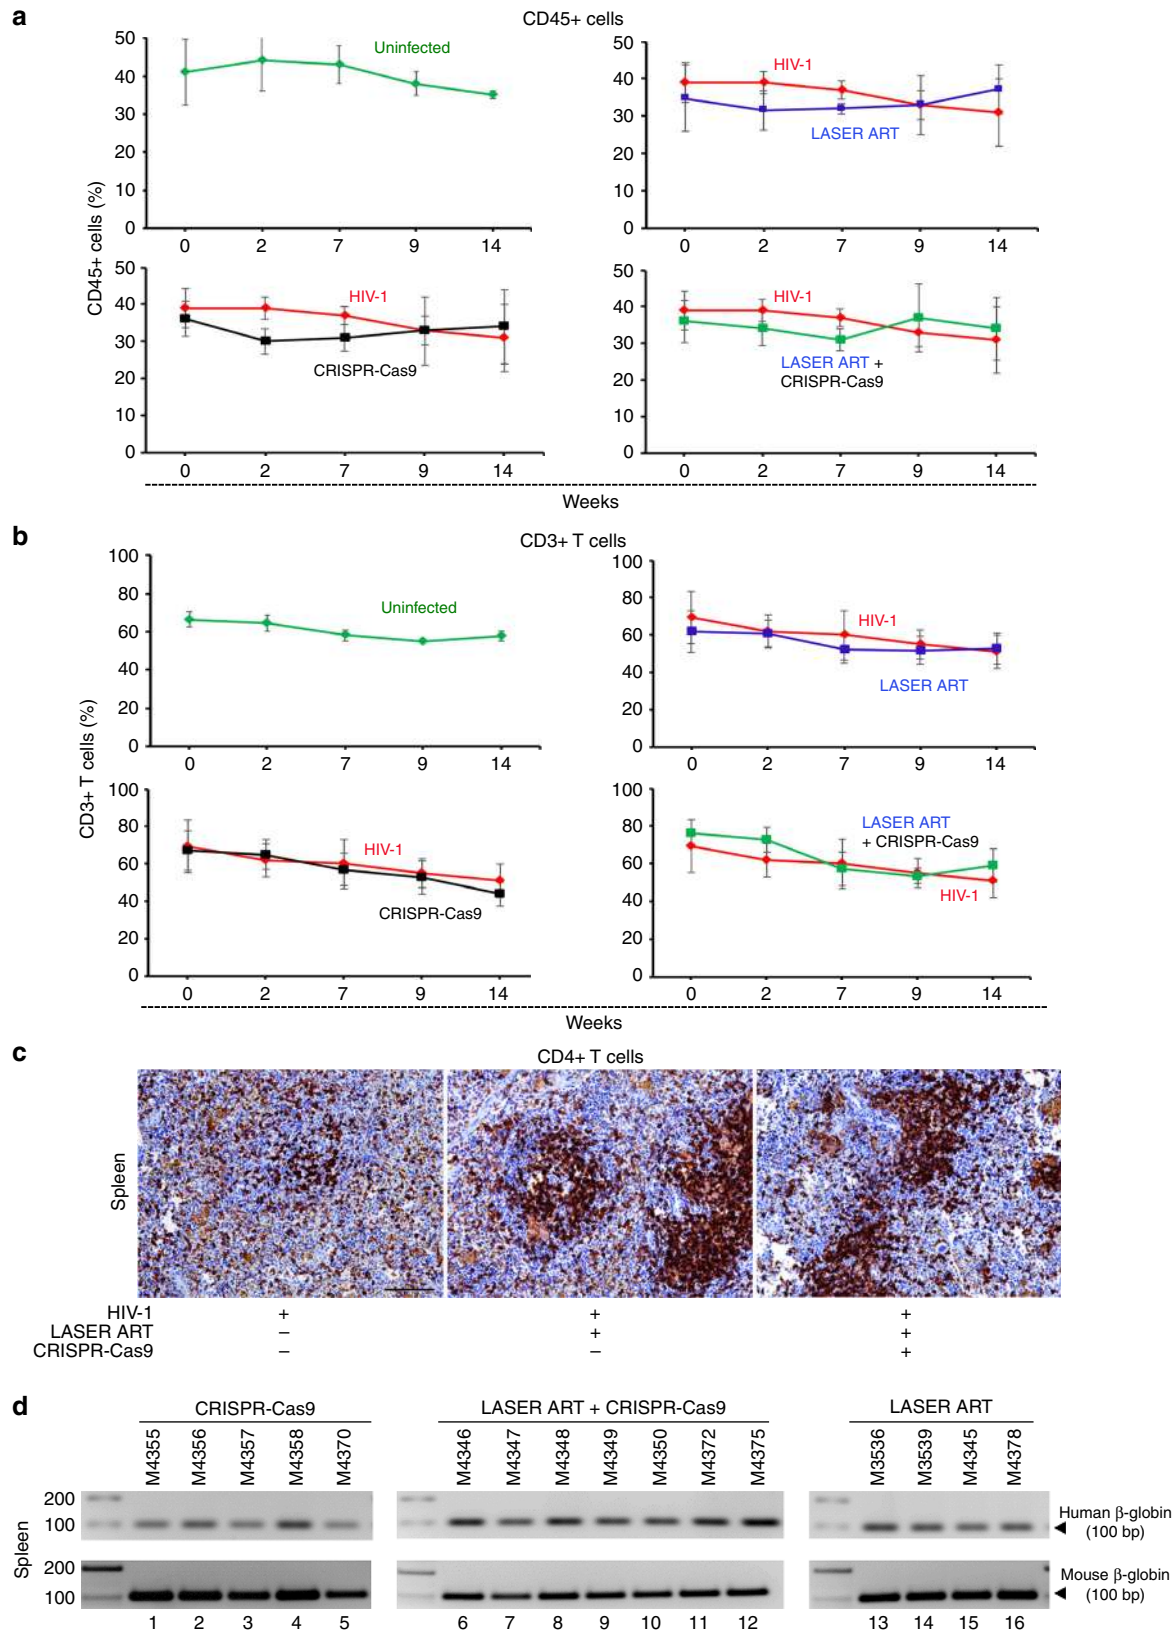 a
CD45+ cells
CD45+ cells (%)
50
40
30
20
10
0
Uninfected
0 2 7 9 14
50
40
30
20
10
0
HIV-1
LASER ART
0 2 7 9 14
50
40
30
20
10
0
HIV-1
CRISPR-Cas9
0 2 7 9 14
50
40
30
20
10
0
HIV-1
LASER ART +
CRISPR-Cas9
0 2 7 9 14
Weeks
b
CD3+ T cells
CD3+ T cells (%)
100
80
60
40
20
0
Uninfected
0 2 7 9 14
100
80
60
40
20
0
HIV-1
LASER ART
0 2 7 9 14
100
80
60
40
20
0
HIV-1
CRISPR-Cas9
0 2 7 9 14
100
80
60
40
20
0
LASER ART
+ CRISPR-Cas9
HIV-1
0 2 7 9 14
Weeks
c
CD4+ T cells
Spleen
HIV-1 + + +
LASER ART – + +
CRISPR-Cas9 – – +
d
CRISPR-Cas9 LASER ART + CRISPR-Cas9 LASER ART
M4355 M4356 M4357 M4358 M4370 M4346 M4347 M4348 M4349 M4350 M4372 M4375 M3536 M3539 M4345 M4378
Spleen
200
100
Human β-globin
(100 bp)
200
100
Mouse β-globin
(100 bp)
1 2 3 4 5 6 7 8 9 10 11 12 13 14 15 16